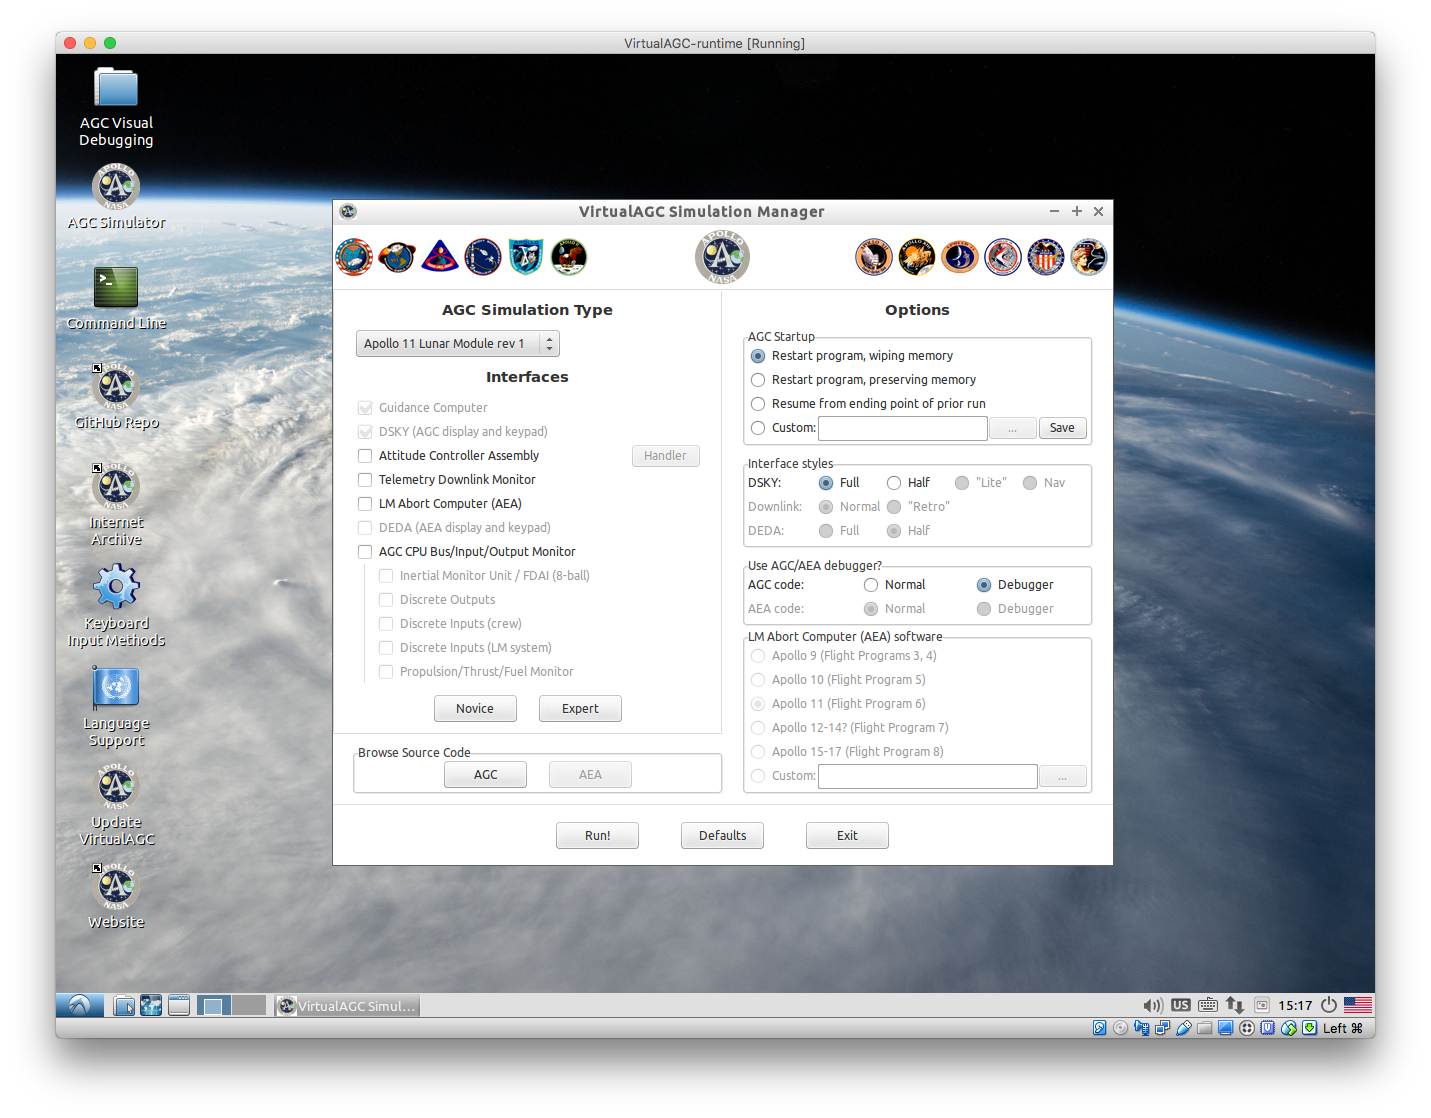 VirtualAGC-runtime [Running]
AGC Visual
Debugging
AGC Simulator
Command Line
GitHub Repo
Internet
Archive
Keyboard
Input Methods
Language
Support
Update
VirtualAGC
Website
VirtualAGC Simulation Manager
APOLLO
NASA
AGC Simulation Type
Apollo 11 Lunar Module rev 1
Interfaces
Guidance Computer
DSKY (AGC display and keypad)
Attitude Controller Assembly
Handler
Telemetry Downlink Monitor
LM Abort Computer (AEA)
DEDA (AEA display and keypad)
AGC CPU Bus/Input/Output Monitor
Inertial Monitor Unit / FDAI (8-ball)
Discrete Outputs
Discrete Inputs (crew)
Discrete Inputs (LM system)
Propulsion/Thrust/Fuel Monitor
Novice
Expert
Browse Source Code
AGC
AEA
Options
AGC Startup
Restart program, wiping memory
Restart program, preserving memory
Resume from ending point of prior run
Custom: ... Save
Interface styles
DSKY: Full Half "Lite" Nav
Downlink: Normal "Retro"
DEDA: Full Half
Use AGC/AEA debugger?
AGC code: Normal Debugger
AEA code: Normal Debugger
LM Abort Computer (AEA) software
Apollo 9 (Flight Programs 3, 4)
Apollo 10 (Flight Program 5)
Apollo 11 (Flight Program 6)
Apollo 12-14? (Flight Program 7)
Apollo 15-17 (Flight Program 8)
Custom: ...
Run!
Defaults
Exit
VirtualAGC Simul...
US
15:17
Left ⌘